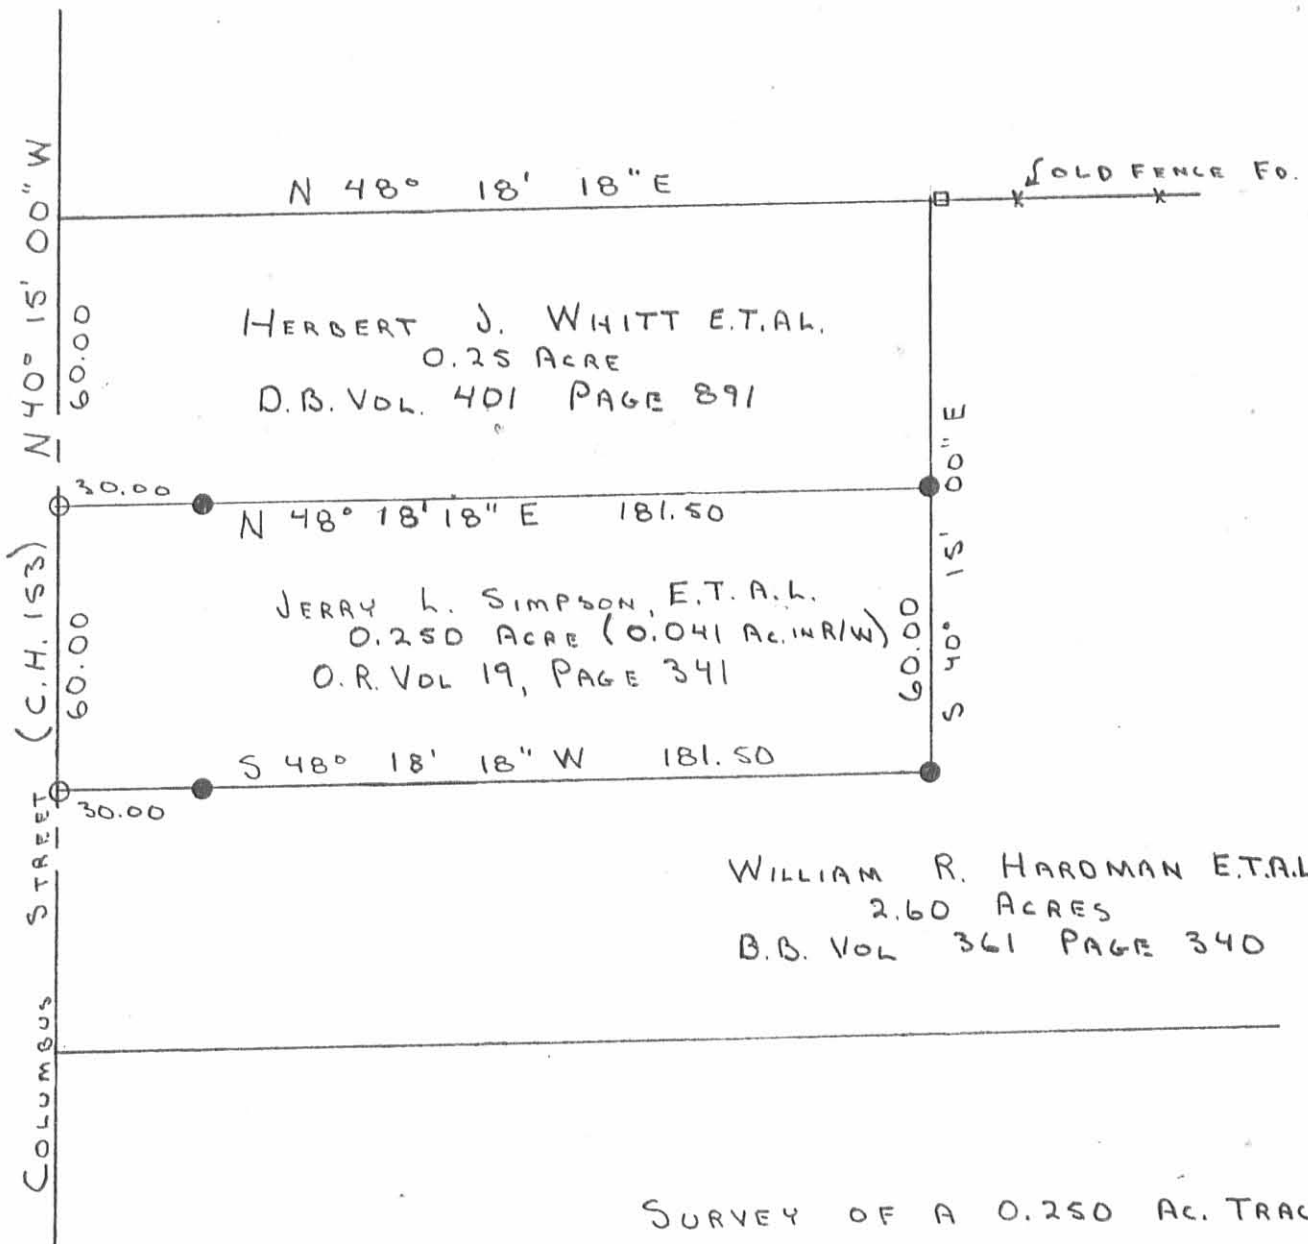 N 48° 18' 18" E
OLD FENCE FD.
N 40° 15' 00" W
60.00
HERBERT J. WHITT E.T.AL.
0.25 ACRE
D.B. VOL. 401 PAGE 891
30.00
N 48° 18' 18" E 181.50
S 40° 15' 00" E
JERRY L. SIMPSON, E.T.A.L.
0.250 ACRE (0.041 AC. IN R/W)
O.R. VOL 19, PAGE 341
60.00
60.00
S 48° 18' 18" W 181.50
30.00
COLUMBUS STREET (C.H. 153)
WILLIAM R. HARDMAN E.T.A.L
2.60 ACRES
B.B. VOL 361 PAGE 340
SURVEY OF A 0.250 AC. TRAC